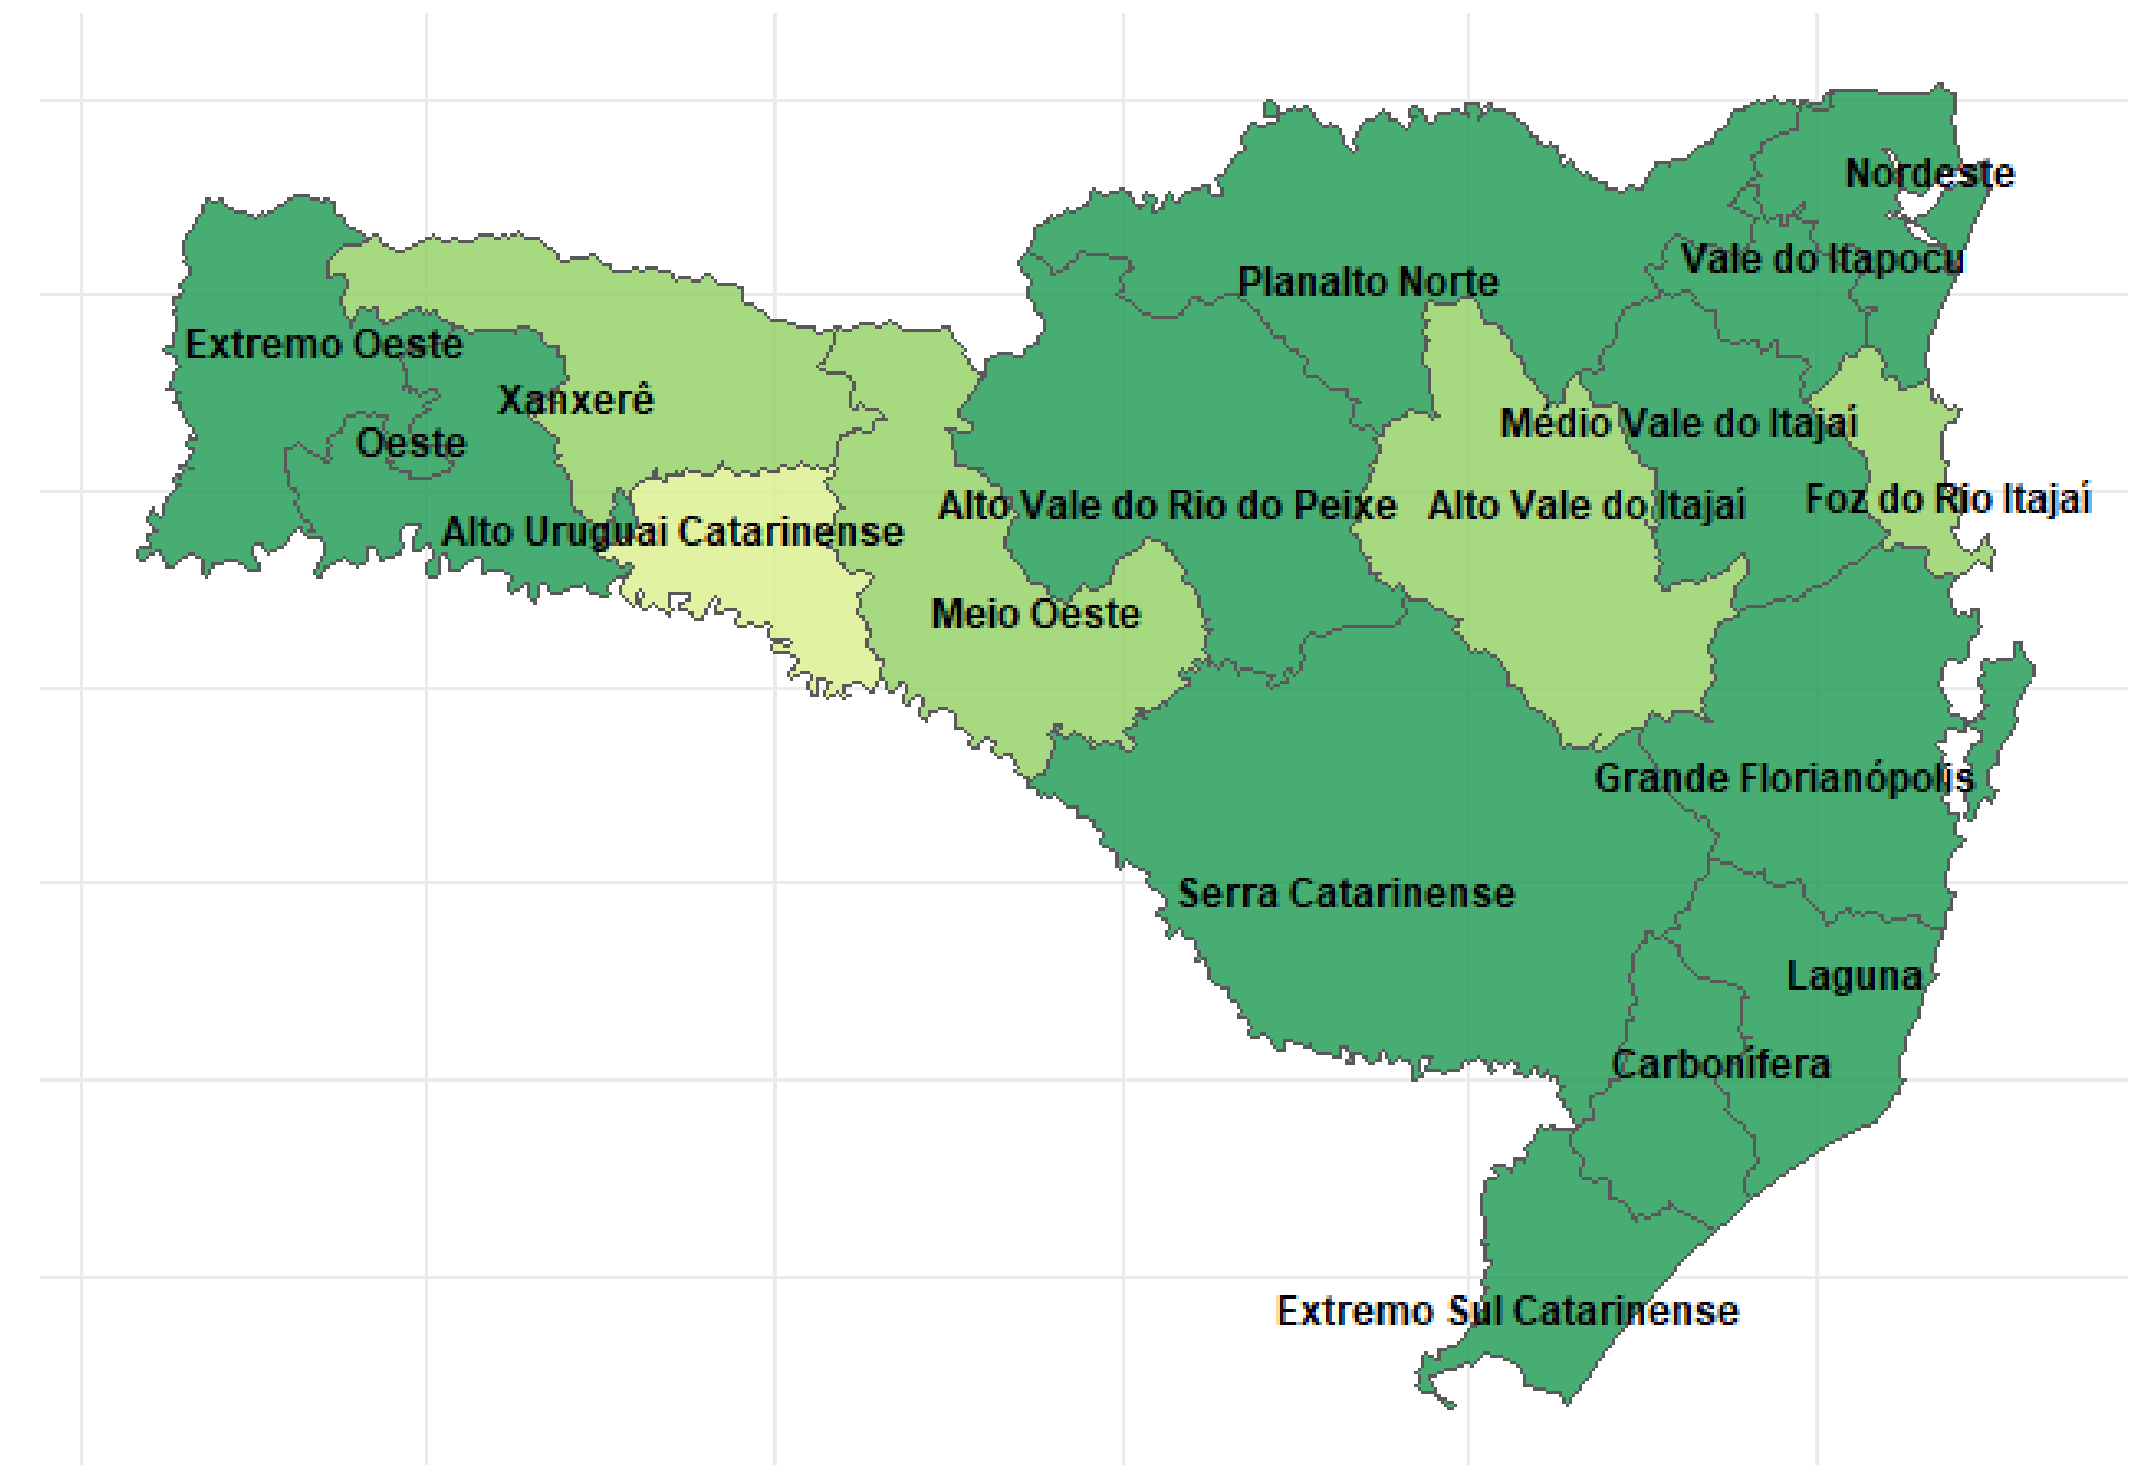 Nordeste
Vale do Itapocu
Planalto Norte
Extremo Oeste
Xanxerê
Médio Vale do Itajaí
Oeste
Alto Vale do Rio do Peixe
Alto Vale do Itajaí
Foz do Rio Itajaí
Alto Uruguai Catarinense
Meio Oeste
Grande Florianópolis
Serra Catarinense
Laguna
Carbonífera
Extremo Sul Catarinense